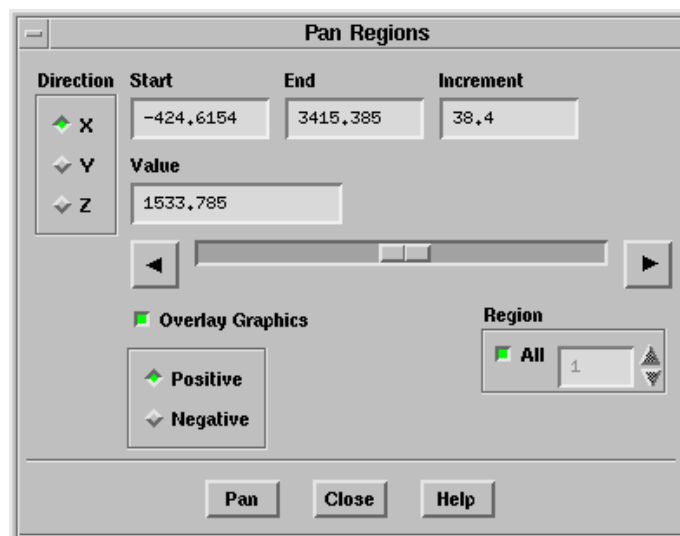 Pan Regions
Direction Start End Increment
X -424.6154 3415.385 38.4
Y Value
Z 1533.785
Overlay Graphics Region
All 1
Positive
Negative
Pan Close Help